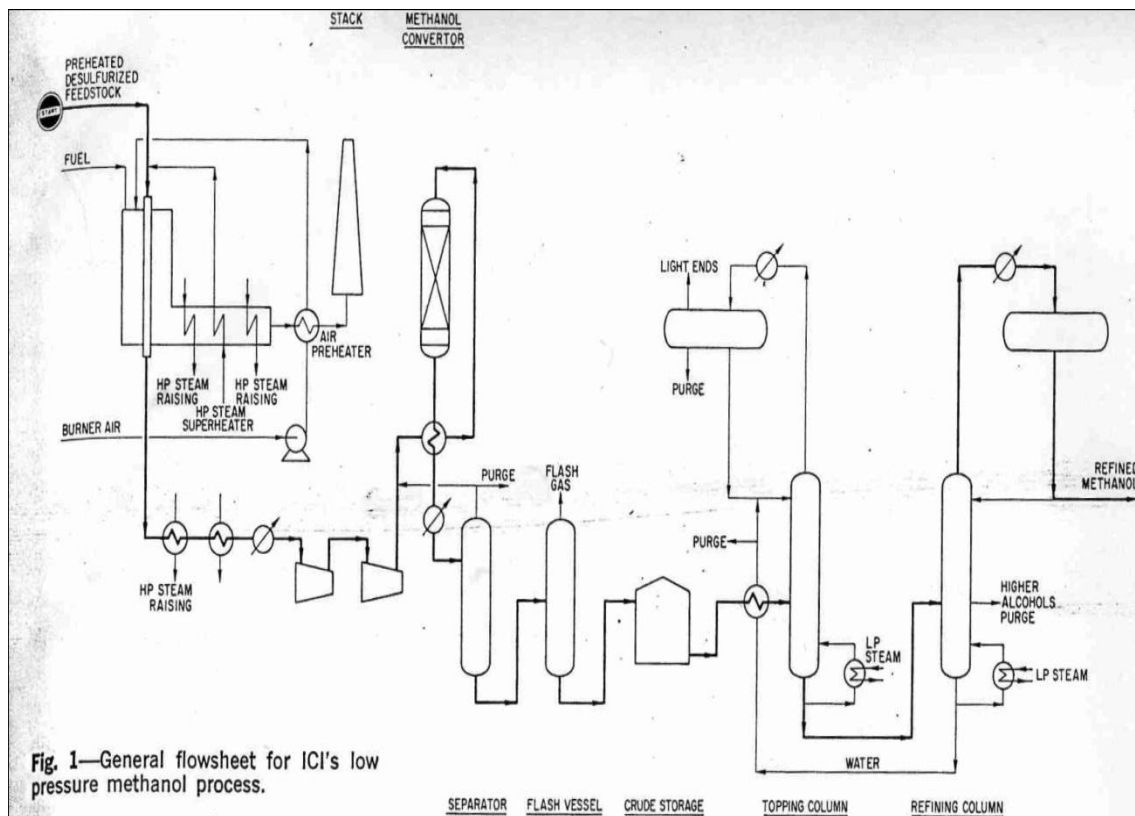 STACK
METHANOL
CONVERTOR
PREHEATED
DESULFURIZED
FEEDSTOCK
START
FUEL
AIR
PREHEATER
HP STEAM
RAISING
HP STEAM
SUPERHEATER
HP STEAM
RAISING
BURNER AIR
LIGHT ENDS
PURGE
PURGE
FLASH
GAS
REFINED
METHANOL
PURGE
HP STEAM
RAISING
HIGHER
ALCOHOLS
PURGE
LP
STEAM
LP STEAM
WATER
Fig. 1—General flowsheet for ICI's low
pressure methanol process.
SEPARATOR
FLASH VESSEL
CRUDE STORAGE
TOPPING COLUMN
REFINING COLUMN